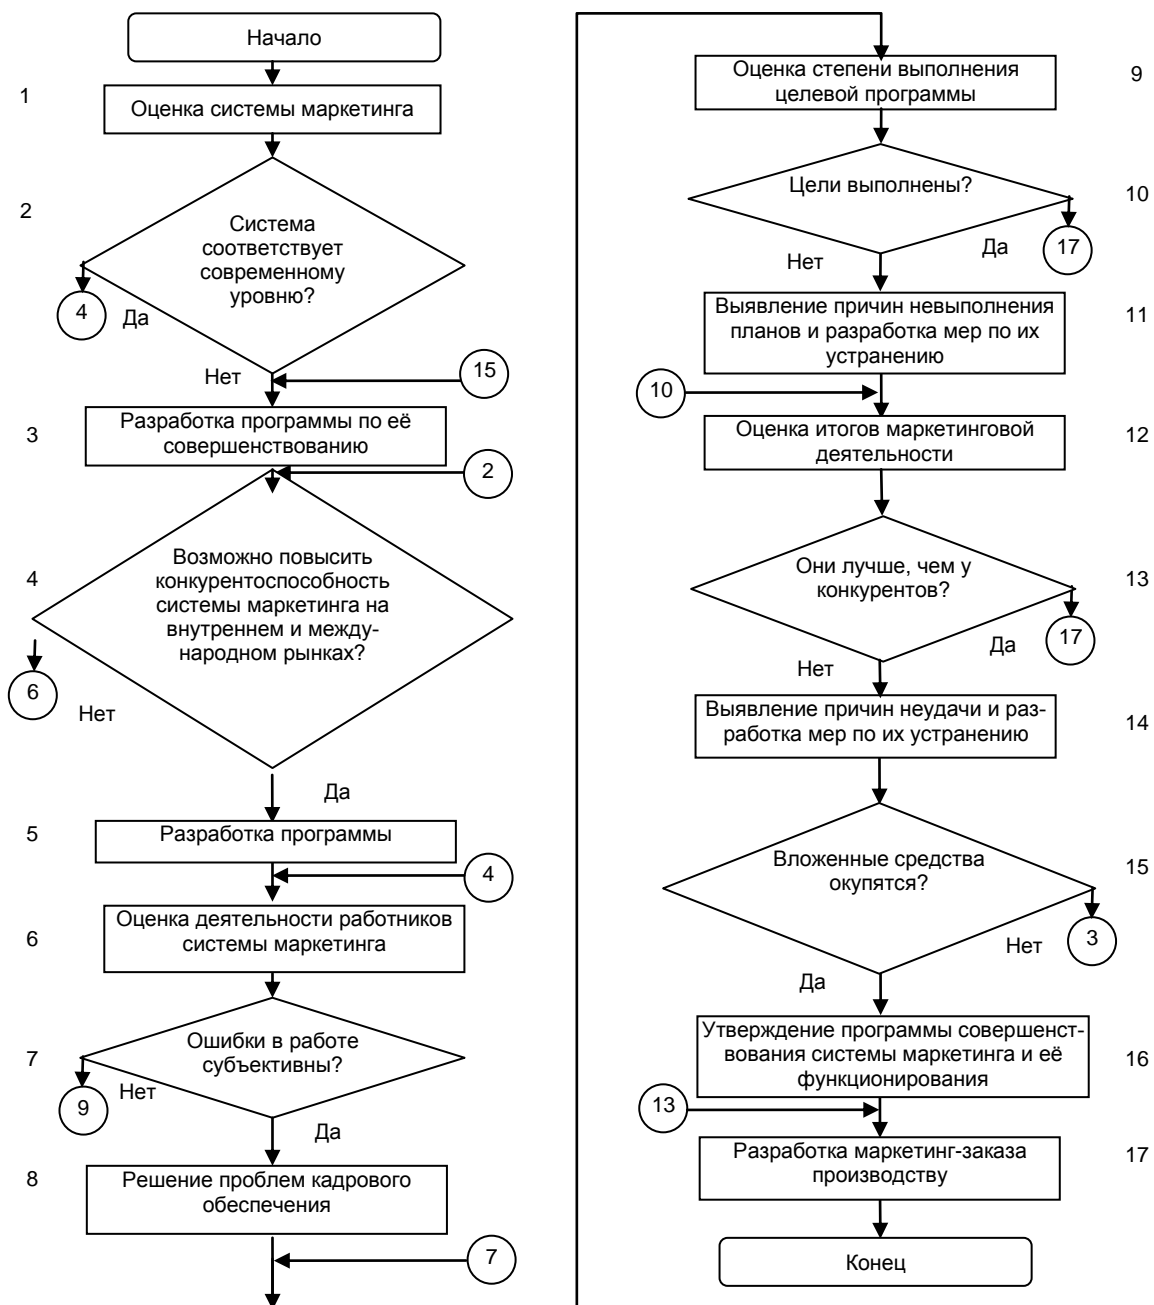 Начало
1
Оценка системы маркетинга
2
Система
соответствует
современному
уровню?
4
Да
Нет
15
3
Разработка программы по её
совершенствованию
2
4
Возможно повысить
конкурентоспособность
системы маркетинга на
внутреннем и между-
народном рынках?
6
Нет
Да
5
Разработка программы
4
6
Оценка деятельности работников
системы маркетинга
7
Ошибки в работе
субъективны?
9
Нет
Да
8
Решение проблем кадрового
обеспечения
7
Оценка степени выполнения
целевой программы
9
Цели выполнены?
10
Да
17
Нет
Выявление причин невыполнения
планов и разработка мер по их
устранению
11
10
Оценка итогов маркетинговой
деятельности
12
Они лучше, чем у
конкурентов?
13
Да
17
Нет
Выявление причин неудачи и раз-
работка мер по их устранению
14
Вложенные средства
окупятся?
15
Нет
3
Да
Утверждение программы совершенст-
вования системы маркетинга и её
функционирования
16
13
Разработка маркетинг-заказа
производству
17
Конец